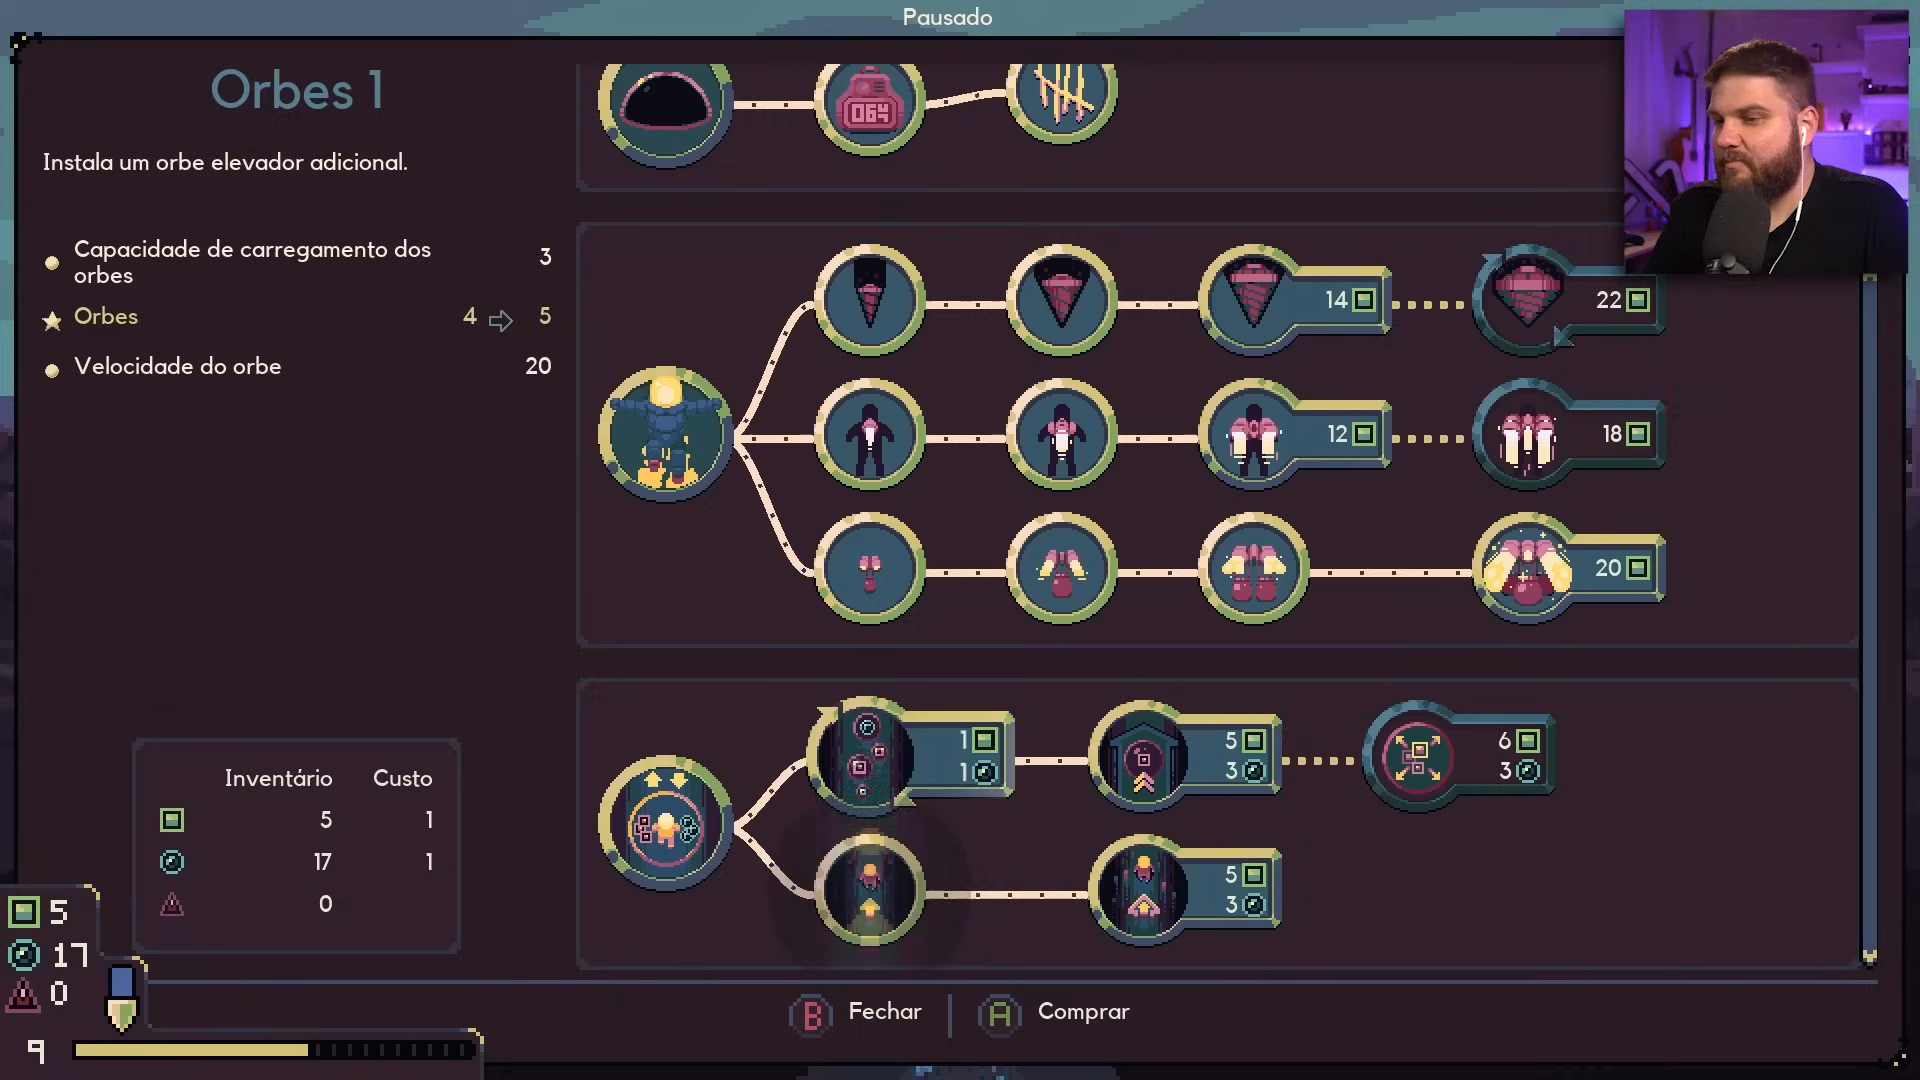 Pausado
Orbes 1
Instala um orbe elevador adicional.
Capacidade de carregamento dos orbes 3
Orbes 4 5
Velocidade do orbe 20
064
14
22
12
18
20
1
1
5
3
6
3
5
3
Inventário Custo
5 1
17 1
0
5
17
0
9
B Fechar
A Comprar